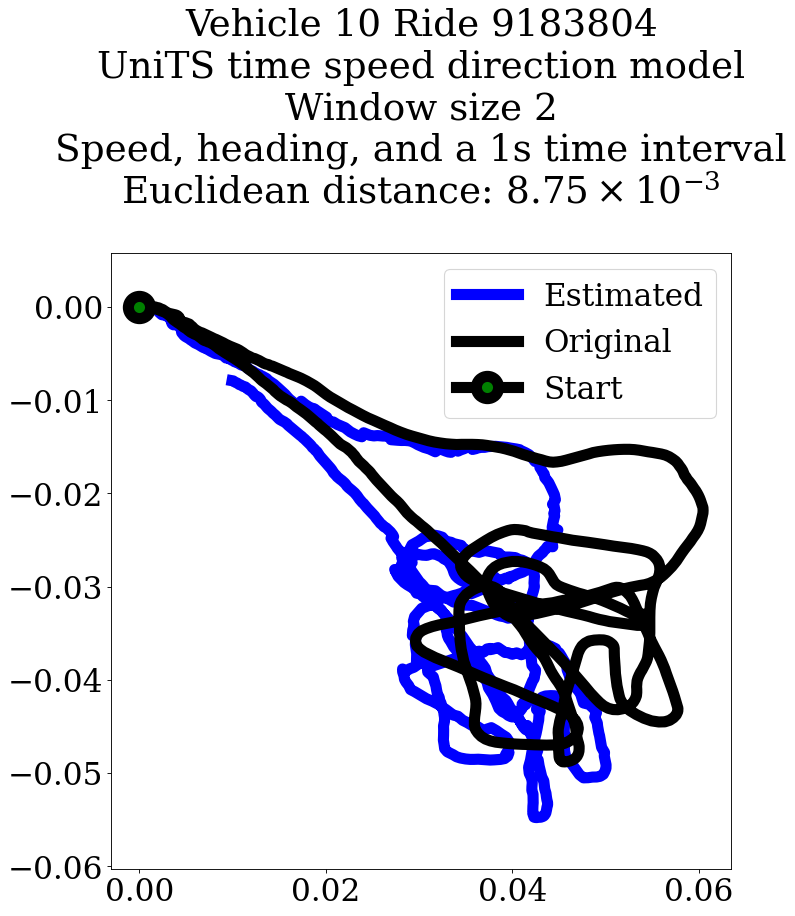 Vehicle 10 Ride 9183804
UniTS time speed direction model
Window size 2
Speed, heading, and a 1s time interval
Euclidean distance: 8.75 × 10⁻³
Estimated
Original
Start
0.00
−0.01
−0.02
−0.03
−0.04
−0.05
−0.06
0.00 0.02 0.04 0.06